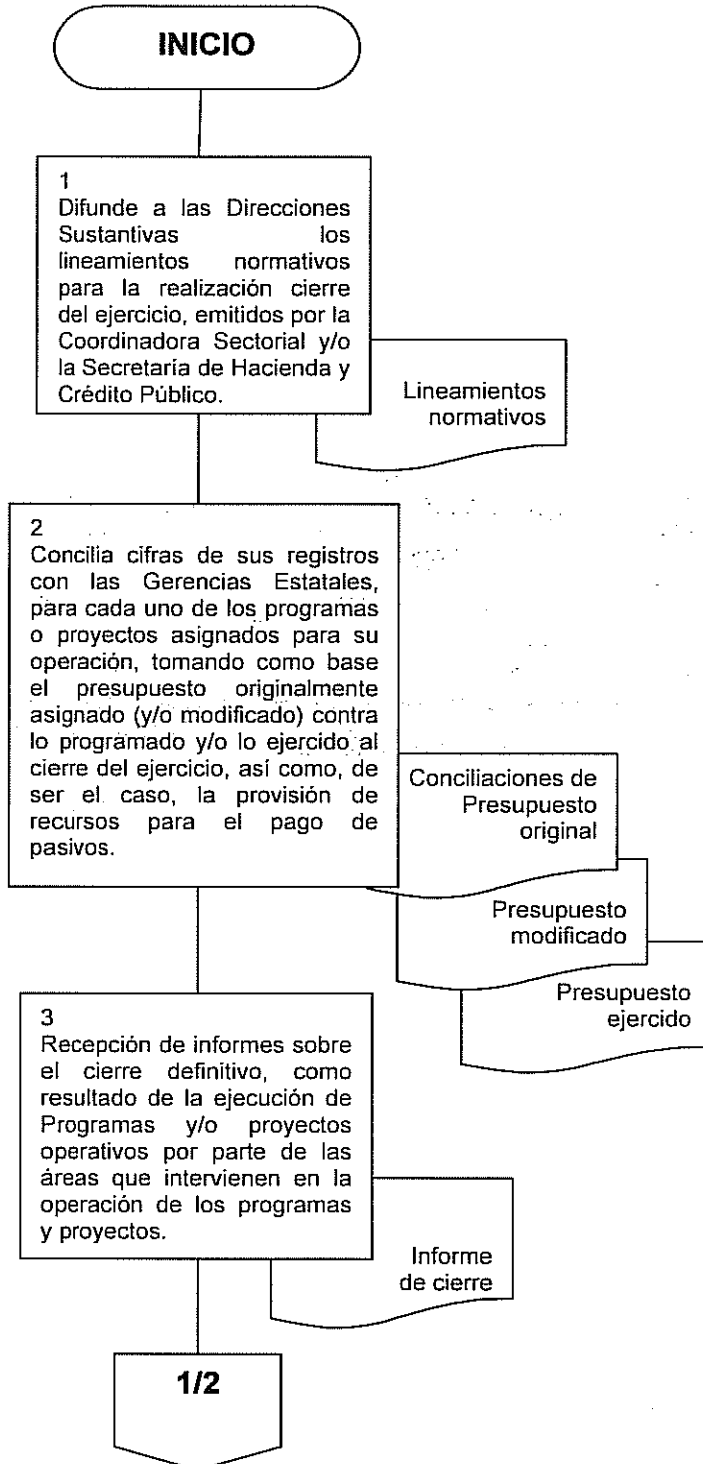 INICIO
1
Difunde a las Direcciones
Sustantivas los
lineamientos normativos
para la realización cierre
del ejercicio, emitidos por la
Coordinadora Sectorial y/o
la Secretaría de Hacienda y
Crédito Público.
Lineamientos
normativos
2
Concilia cifras de sus registros
con las Gerencias Estatales,
para cada uno de los programas
o proyectos asignados para su
operación, tomando como base
el presupuesto originalmente
asignado (y/o modificado) contra
lo programado y/o lo ejercido al
cierre del ejercicio, así como, de
ser el caso, la provisión de
recursos para el pago de
pasivos.
Conciliaciones de
Presupuesto
original
Presupuesto
modificado
Presupuesto
ejercido
3
Recepción de informes sobre
el cierre definitivo, como
resultado de la ejecución de
Programas y/o proyectos
operativos por parte de las
áreas que intervienen en la
operación de los programas
y proyectos.
Informe
de cierre
1/2